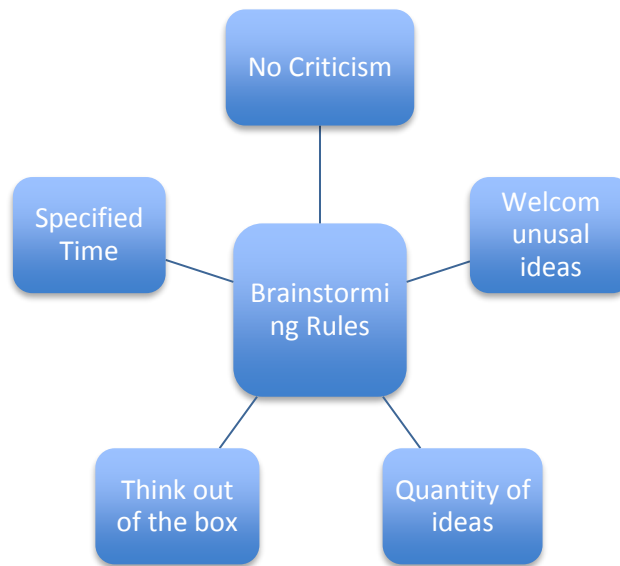 No Criticism
Specified
Time
Welcom
unusal
ideas
Brainstormi
ng Rules
Think out
of the box
Quantity of
ideas